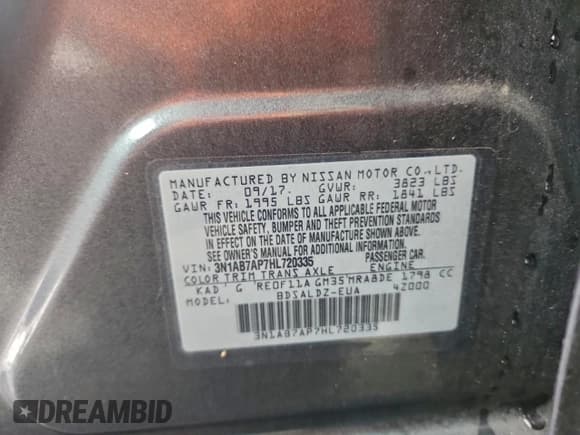 MANUFACTURED BY NISSAN MOTOR CO.,LTD.
DATE: 09/17 GVWR: 3823 LBS
GAWR FR: 1995 LBS GAWR RR: 1841 LBS
THIS VEHICLE CONFORMS TO ALL APPLICABLE FEDERAL MOTOR
VEHICLE SAFETY, BUMPER AND THEFT PREVENTION STANDARDS
IN EFFECT ON THE DATE OF MANUFACTURE SHOWN ABOVE.
SEE OWNER'S MANUAL FOR ADDITIONAL INFORMATION.
VIN: 3N1AB7AP7HL720335 PASSENGER CAR.
COLOR TRIM TRANS AXLE ENGINE
KAD G RE0F11A GM35 MRA8DE 1798 CC
MODEL: BDSALDZ-EUA 42000
3N1AB7AP7HL720335
DREAMBID